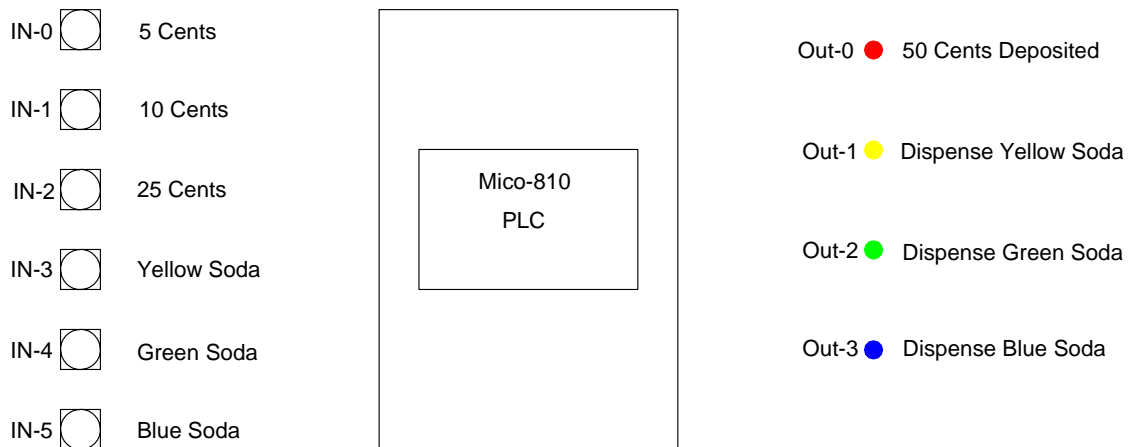 IN-0 5 Cents
IN-1 10 Cents
IN-2 25 Cents
IN-3 Yellow Soda
IN-4 Green Soda
IN-5 Blue Soda
Mico-810
PLC
Out-0 50 Cents Deposited
Out-1 Dispense Yellow Soda
Out-2 Dispense Green Soda
Out-3 Dispense Blue Soda